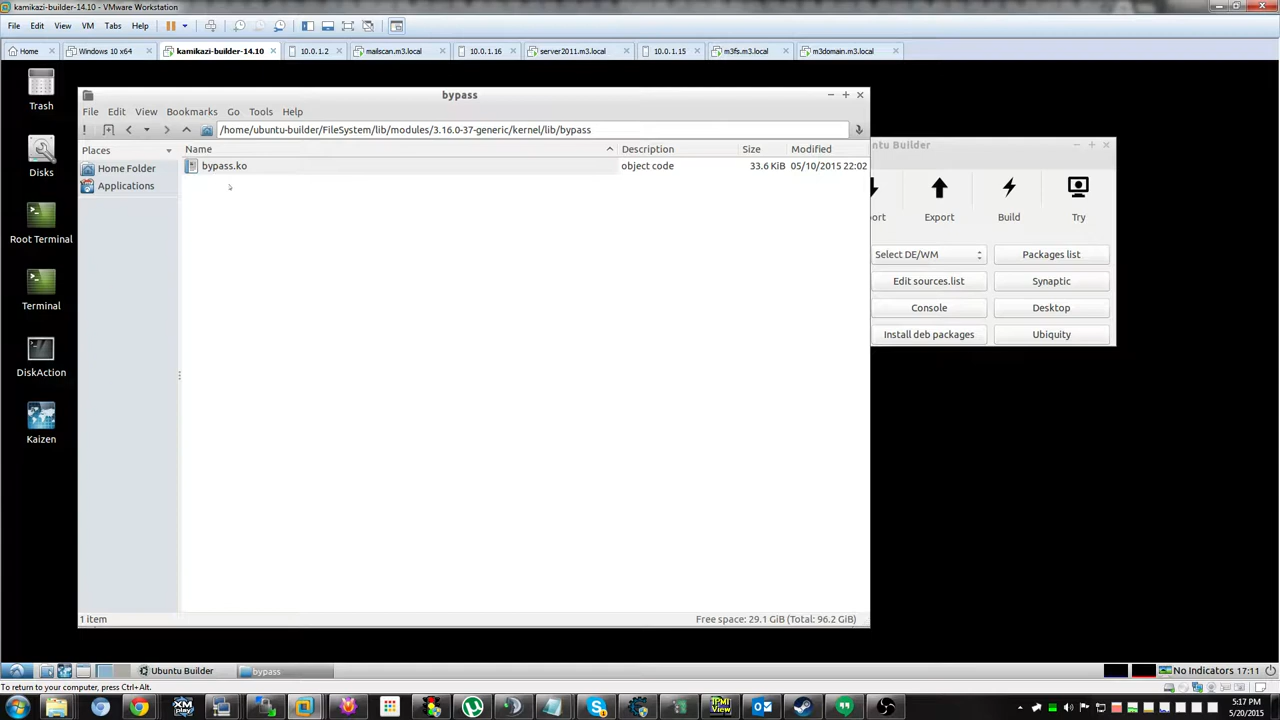 kamikazi-builder-14.10 - VMware Workstation
File Edit View VM Tabs Help
Home Windows 10 x64 kamikazi-builder-14.10 10.0.1.2 mailscan.m3.local 10.0.1.16 server2011.m3.local 10.0.1.15 m3fs.m3.local m3domain.m3.local
Trash
Disks
Root Terminal
Terminal
DiskAction
Kaizen
bypass
File Edit View Bookmarks Go Tools Help
/home/ubuntu-builder/FileSystem/lib/modules/3.16.0-37-generic/kernel/lib/bypass
Places
Home Folder
Applications
Name Description Size Modified
bypass.ko object code 33.6 KiB 05/10/2015 22:02
1 item Free space: 29.1 GiB (Total: 96.2 GiB)
untu Builder
port Export Build Try
Select DE/WM Packages list
Edit sources.list Synaptic
Console Desktop
Install deb packages Ubiquity
Ubuntu Builder bypass No Indicators 17:11
To return to your computer, press Ctrl+Alt.
XM play
IPMI View
5:17 PM
5/20/2015